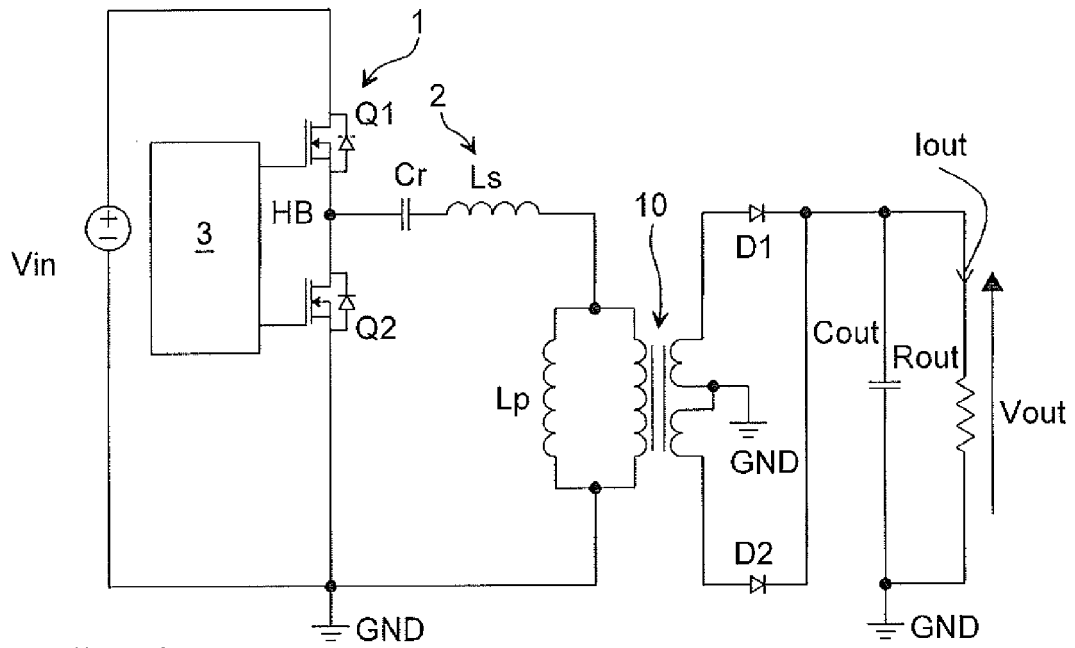 1
Q1
2
Ls
Cr
HB
3
Vin
Q2
10
D1
Iout
Lp
Cout
Rout
Vout
GND
D2
GND
GND